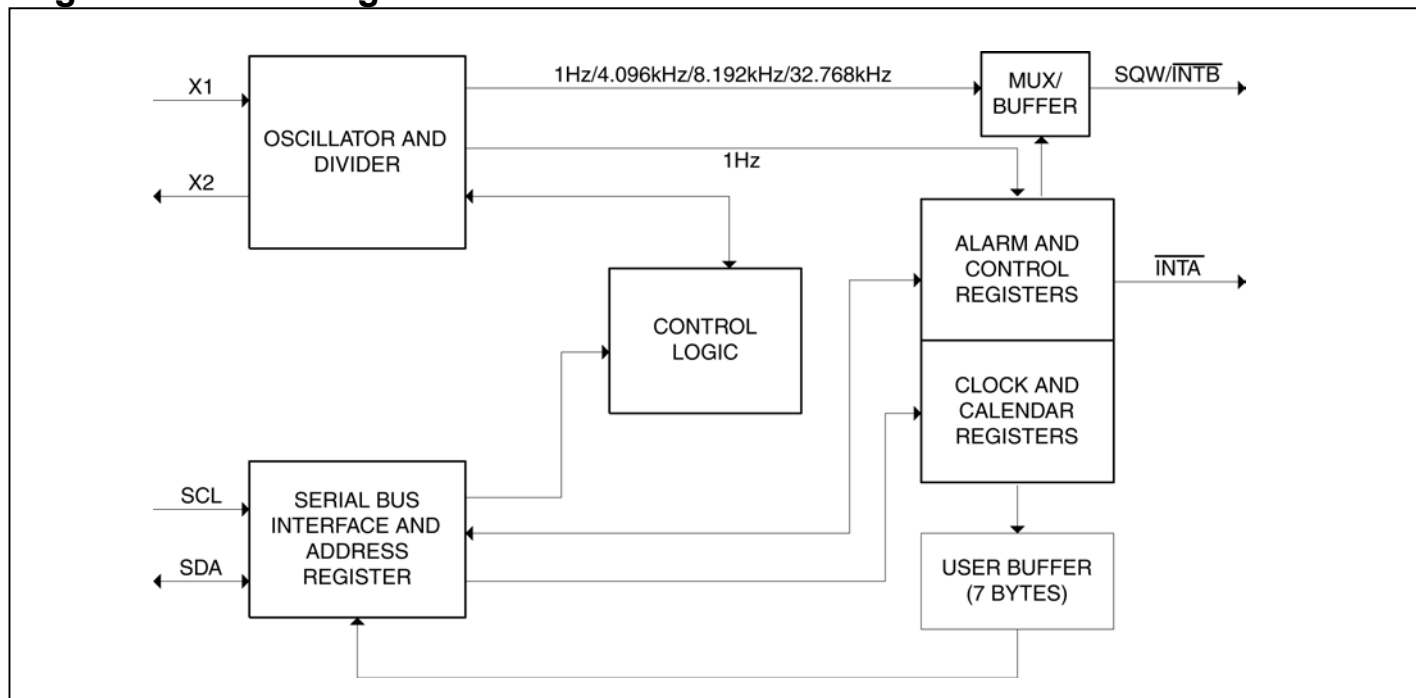 X1
X2
OSCILLATOR AND
DIVIDER
1Hz/4.096kHz/8.192kHz/32.768kHz
1Hz
MUX/
BUFFER
SQW/INTB
ALARM AND
CONTROL
REGISTERS
INTA
CONTROL
LOGIC
CLOCK AND
CALENDAR
REGISTERS
SCL
SDA
SERIAL BUS
INTERFACE AND
ADDRESS
REGISTER
USER BUFFER
(7 BYTES)